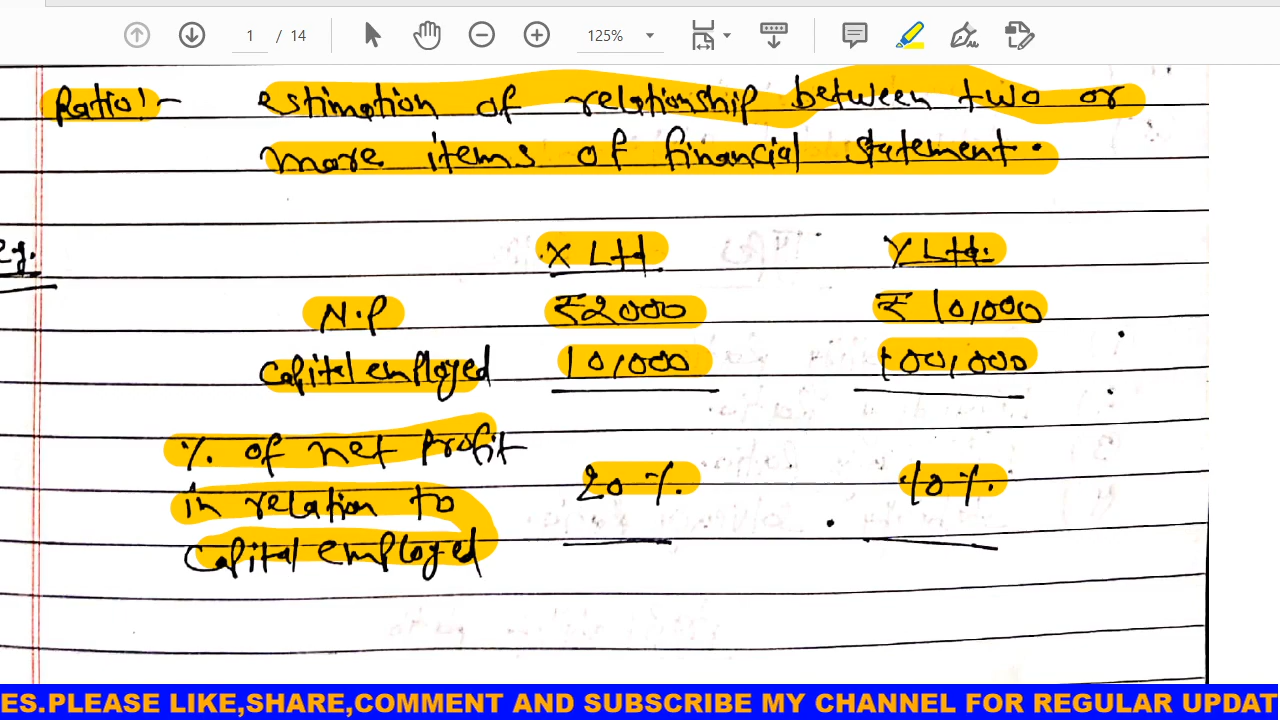 1 / 14 125%
Ratio:- estimation of relationship between two or
more items of financial statement.
e.g. X Ltd Y Ltd.
N.P ₹2000 ₹10,000
Capital employed 10,000 100,000
% of net profit
in relation to 20 %. 10 %.
Capital employed
ES.PLEASE LIKE,SHARE,COMMENT AND SUBSCRIBE MY CHANNEL FOR REGULAR UPDAT